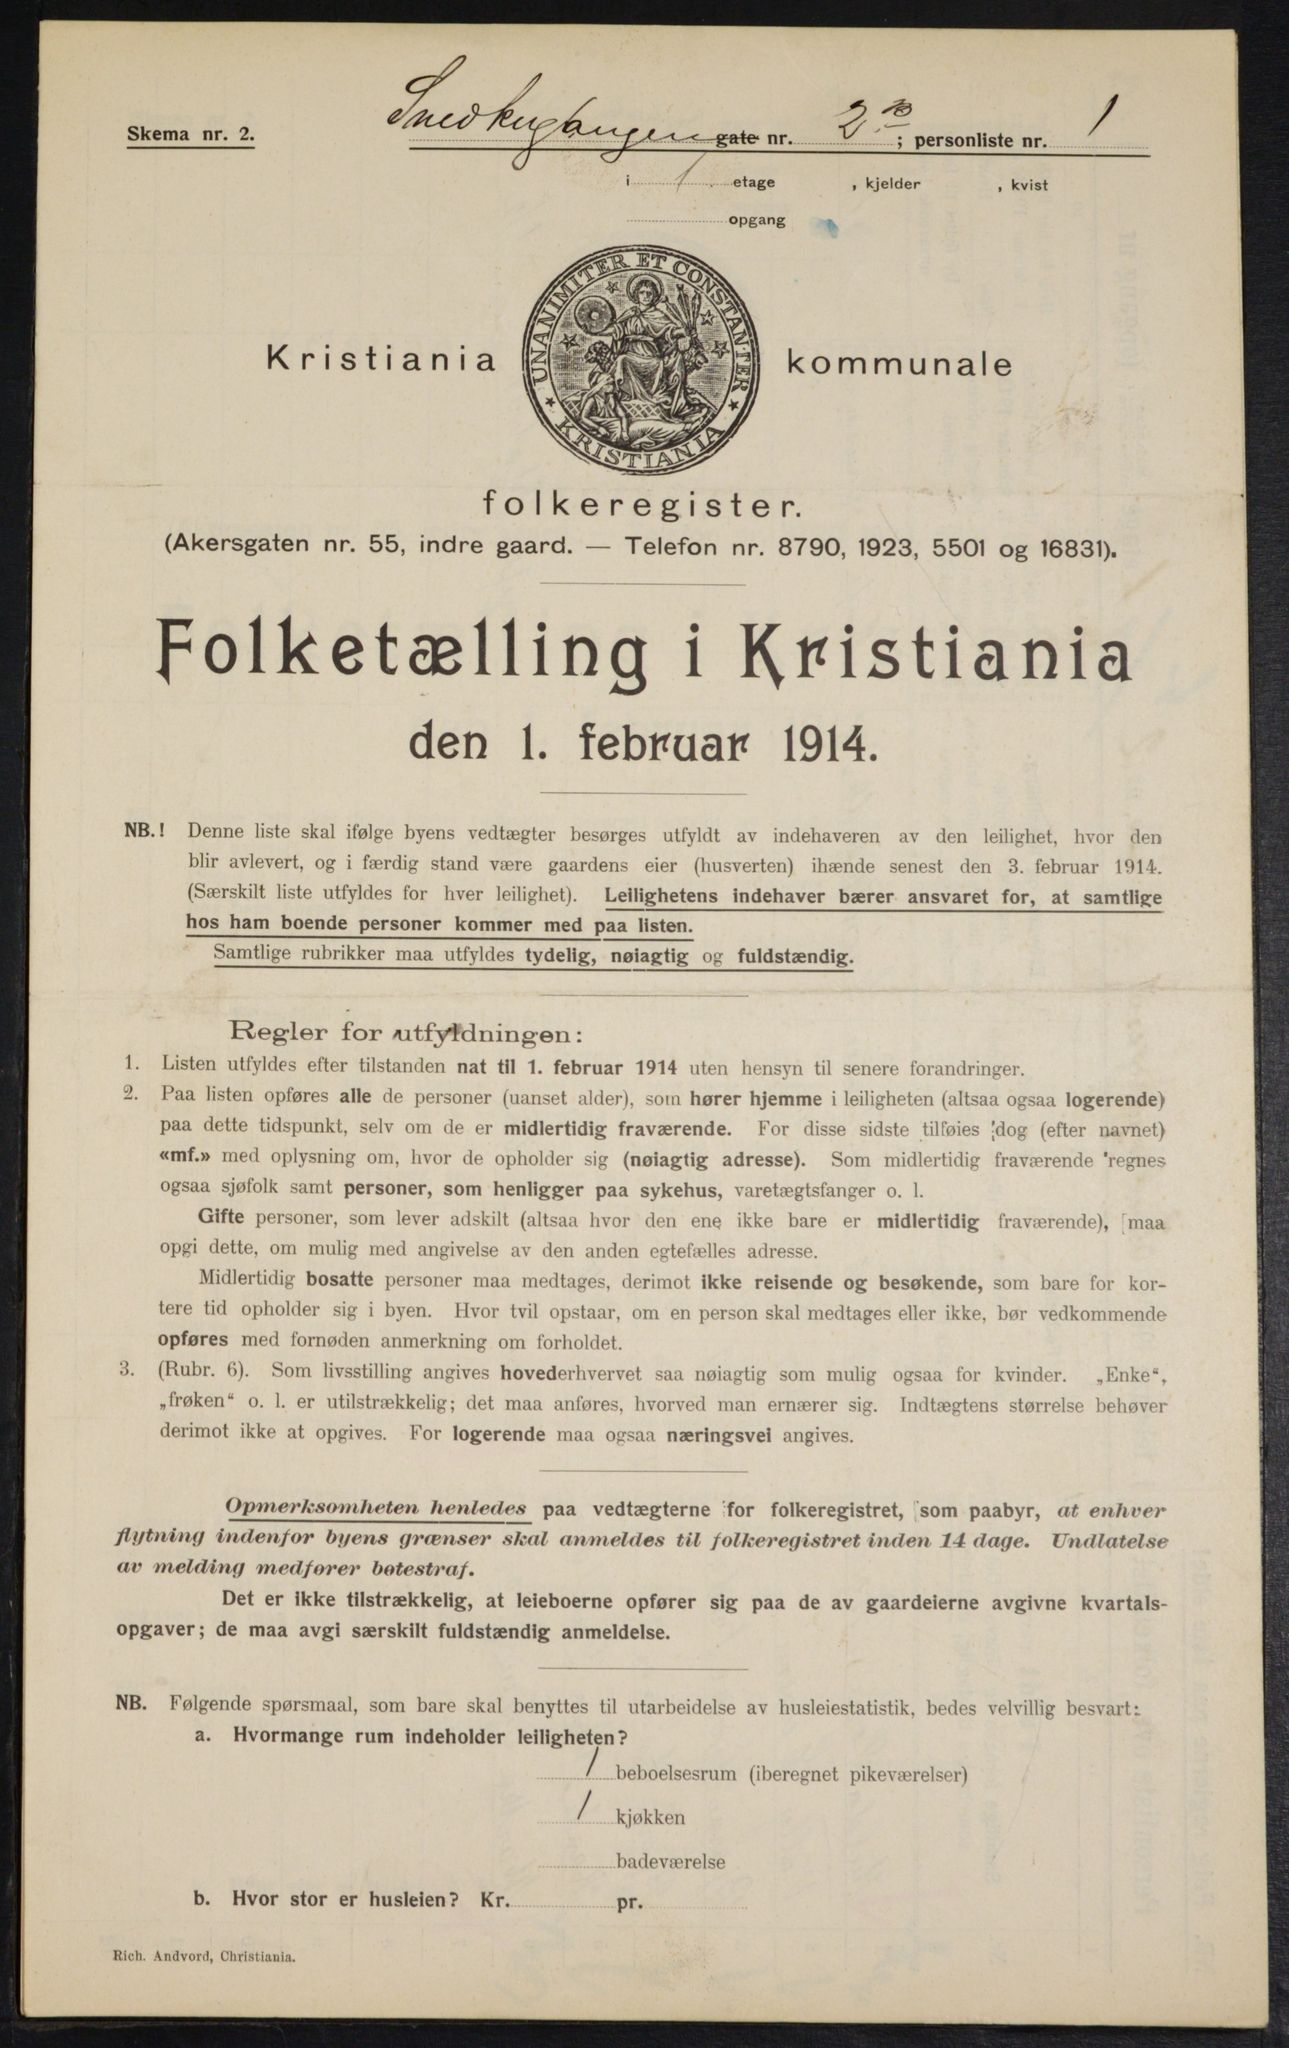 Skema nr. 2. Snedkergangen gate nr. 2 B; personliste nr. 1
i 1 etage , kjelder , kvist
opgang
UNANIMITER ET CONSTANTER
KRISTIANIA
Kristiania kommunale
folkeregister.
(Akersgaten nr. 55, indre gaard. — Telefon nr. 8790, 1923, 5501 og 16831).
Folketælling i Kristiania
den 1. februar 1914.
NB.! Denne liste skal ifølge byens vedtægter besørges utfyldt av indehaveren av den leilighet, hvor den
blir avlevert, og i færdig stand være gaardens eier (husverten) ihænde senest den 3. februar 1914.
(Særskilt liste utfyldes for hver leilighet). Leilighetens indehaver bærer ansvaret for, at samtlige
hos ham boende personer kommer med paa listen.
Samtlige rubrikker maa utfyldes tydelig, nøiagtig og fuldstændig.
Regler for utfyldningen:
1. Listen utfyldes efter tilstanden nat til 1. februar 1914 uten hensyn til senere forandringer.
2. Paa listen opføres alle de personer (uanset alder), som hører hjemme i leiligheten (altsaa ogsaa logerende)
paa dette tidspunkt, selv om de er midlertidig fraværende. For disse sidste tilføies dog (efter navnet)
«mf.» med oplysning om, hvor de opholder sig (nøiagtig adresse). Som midlertidig fraværende regnes
ogsaa sjøfolk samt personer, som henligger paa sykehus, varetægtsfanger o. l.
Gifte personer, som lever adskilt (altsaa hvor den ene ikke bare er midlertidig fraværende), maa
opgi dette, om mulig med angivelse av den anden egtefælles adresse.
Midlertidig bosatte personer maa medtages, derimot ikke reisende og besøkende, som bare for kor-
tere tid opholder sig i byen. Hvor tvil opstaar, om en person skal medtages eller ikke, bør vedkommende
opføres med fornøden anmerkning om forholdet.
3. (Rubr. 6). Som livsstilling angives hovederhvervet saa nøiagtig som mulig ogsaa for kvinder. „Enke“,
„frøken“ o. l. er utilstrækkelig; det maa anføres, hvorved man ernærer sig. Indtægtens størrelse behøver
derimot ikke at opgives. For logerende maa ogsaa næringsvei angives.
Opmerksomheten henledes paa vedtægterne for folkeregistret, som paabyr, at enhver
flytning indenfor byens grænser skal anmeldes til folkeregistret inden 14 dage. Undlatelse
av melding medfører bøtestraf.
Det er ikke tilstrækkelig, at leieboerne opfører sig paa de av gaardeierne avgivne kvartals-
opgaver; de maa avgi særskilt fuldstændig anmeldelse.
NB. Følgende spørsmaal, som bare skal benyttes til utarbeidelse av husleiestatistik, bedes velvillig besvart:
a. Hvormange rum indeholder leiligheten?
1 beboelsesrum (iberegnet pikeværelser)
1 kjøkken
badeværelse
b. Hvor stor er husleien? Kr. pr.
Rich. Andvord, Christiania.